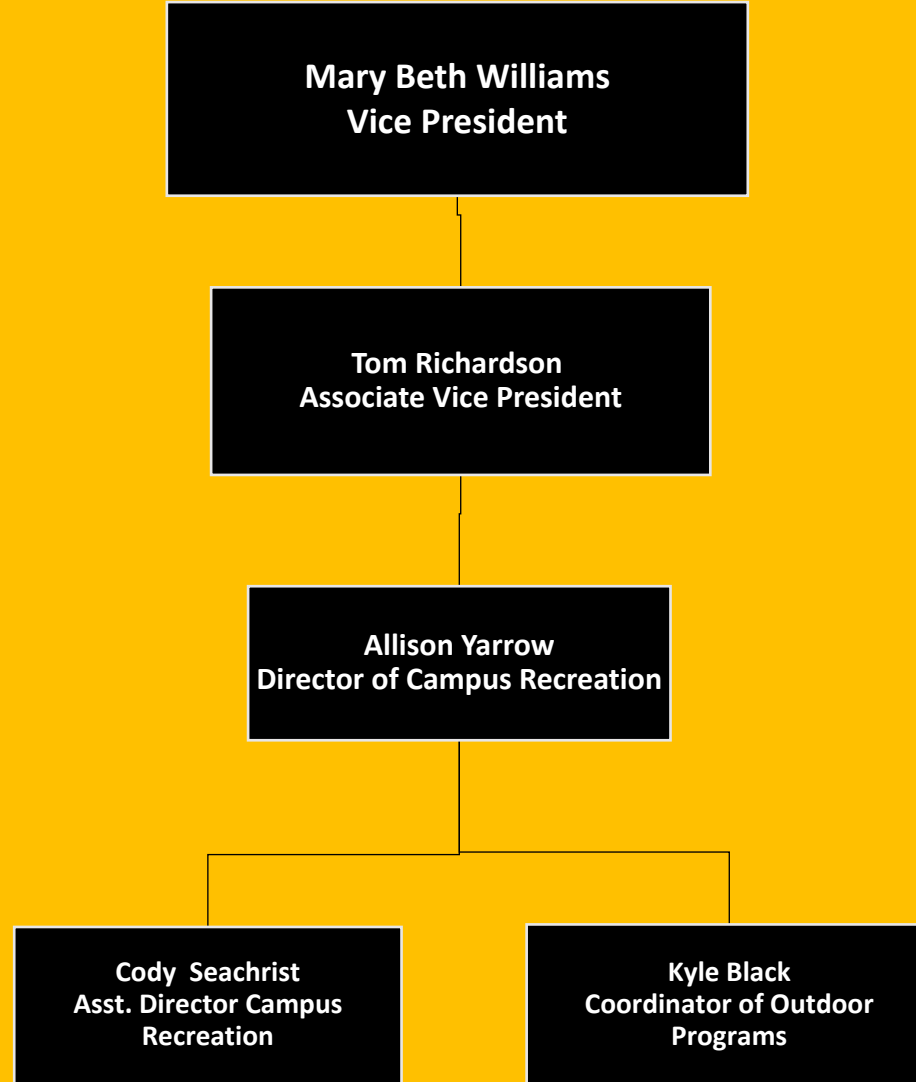 Mary Beth Williams
Vice President
Tom Richardson
Associate Vice President
Allison Yarrow
Director of Campus Recreation
Cody Seachrist
Asst. Director Campus
Recreation
Kyle Black
Coordinator of Outdoor
Programs